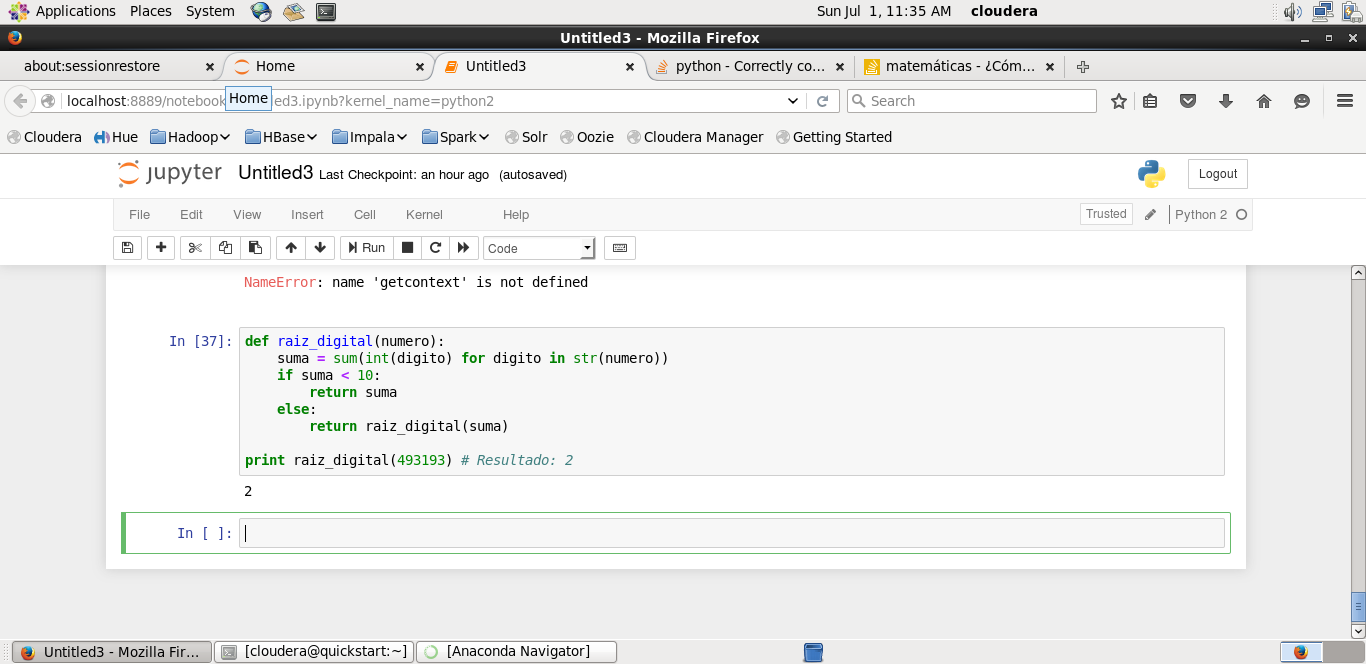 Applications Places System Sun Jul 1, 11:35 AM cloudera
Untitled3 - Mozilla Firefox
about:sessionrestore Home Untitled3 python - Correctly co... matemáticas - ¿Cóm...
localhost:8889/notebook led3.ipynb?kernel_name=python2 Search
Home
Cloudera Hue Hadoop HBase Impala Spark Solr Oozie Cloudera Manager Getting Started
jupyter Untitled3 Last Checkpoint: an hour ago (autosaved) Logout
File Edit View Insert Cell Kernel Help Trusted Python 2
Run Code
NameError: name 'getcontext' is not defined
In [37]: def raiz_digital(numero):
suma = sum(int(digito) for digito in str(numero))
if suma < 10:
return suma
else:
return raiz_digital(suma)
print raiz_digital(493193) # Resultado: 2
2
In [ ]:
Untitled3 - Mozilla Fir... [cloudera@quickstart:~] [Anaconda Navigator]